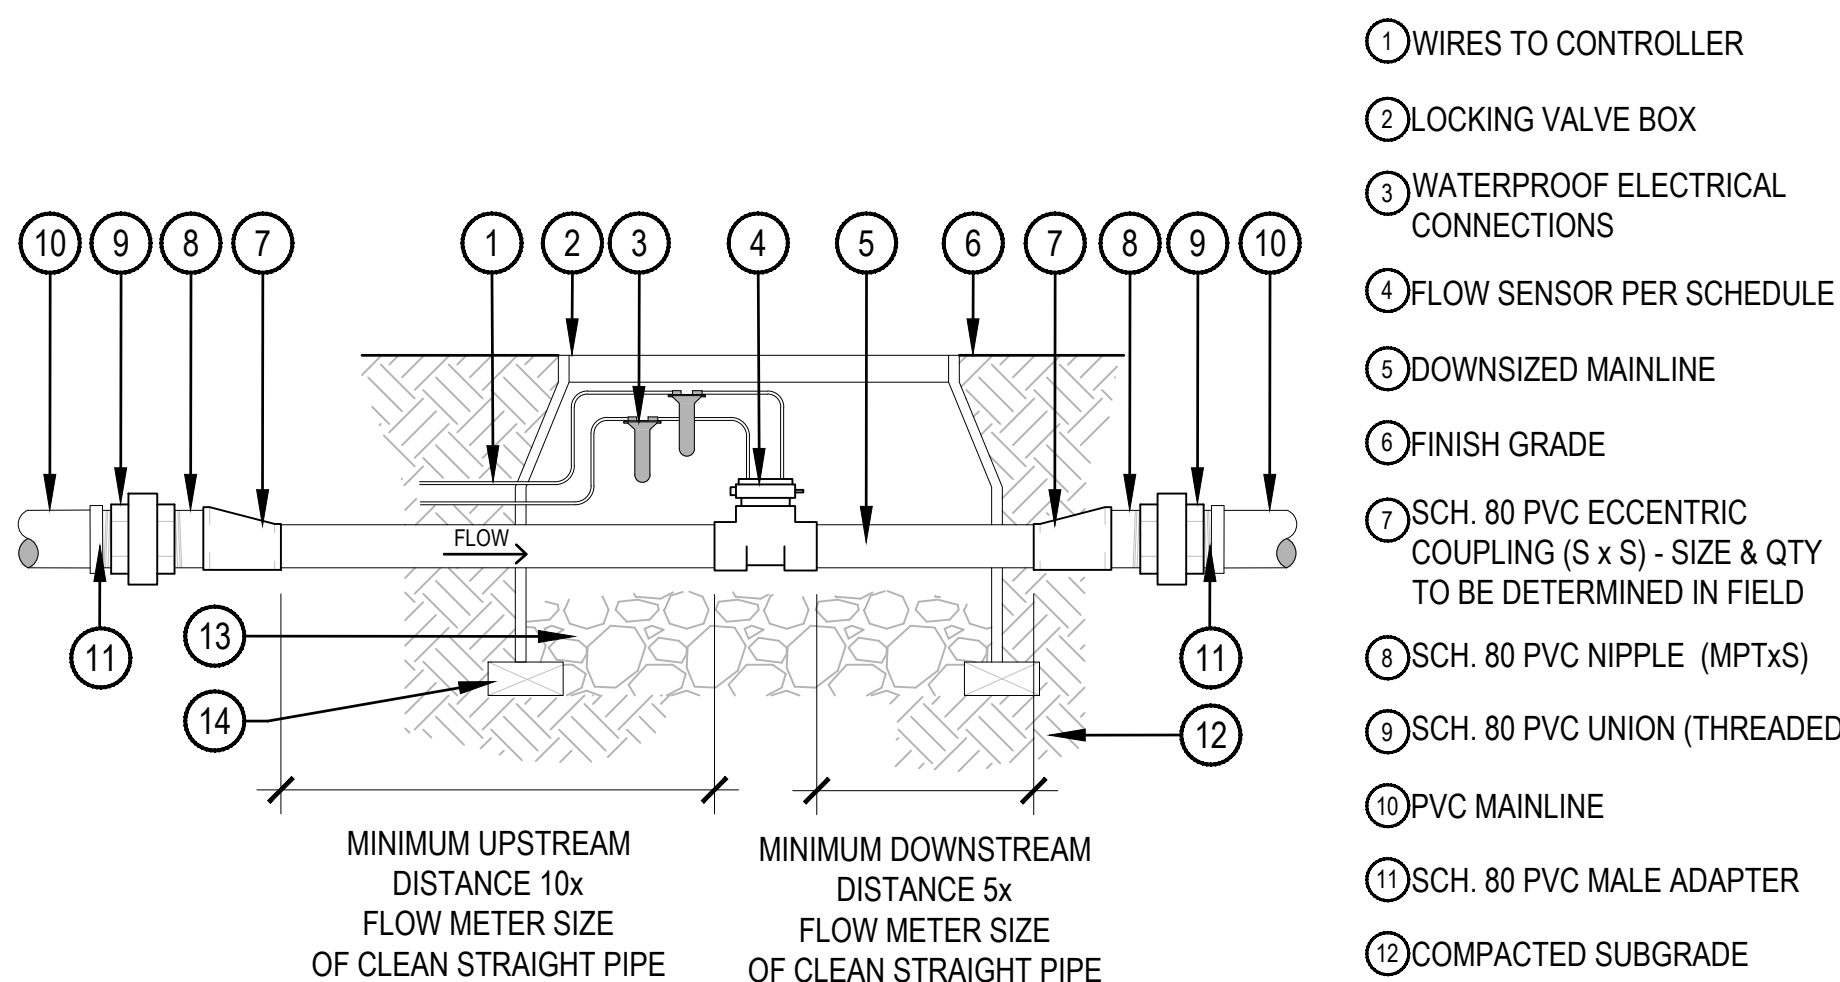 1 WIRES TO CONTROLLER
2 LOCKING VALVE BOX
3 WATERPROOF ELECTRICAL
CONNECTIONS
4 FLOW SENSOR PER SCHEDULE
5 DOWNSIZED MAINLINE
6 FINISH GRADE
7 SCH. 80 PVC ECCENTRIC
COUPLING (S x S) - SIZE & QTY
TO BE DETERMINED IN FIELD
8 SCH. 80 PVC NIPPLE (MPTxS)
9 SCH. 80 PVC UNION (THREADED
10 PVC MAINLINE
11 SCH. 80 PVC MALE ADAPTER
12 COMPACTED SUBGRADE
10 9 8 7 1 2 3 4 5 6 7 8 9 10
FLOW
11 13 11
14 12
MINIMUM UPSTREAM
DISTANCE 10x
FLOW METER SIZE
OF CLEAN STRAIGHT PIPE
MINIMUM DOWNSTREAM
DISTANCE 5x
FLOW METER SIZE
OF CLEAN STRAIGHT PIPE